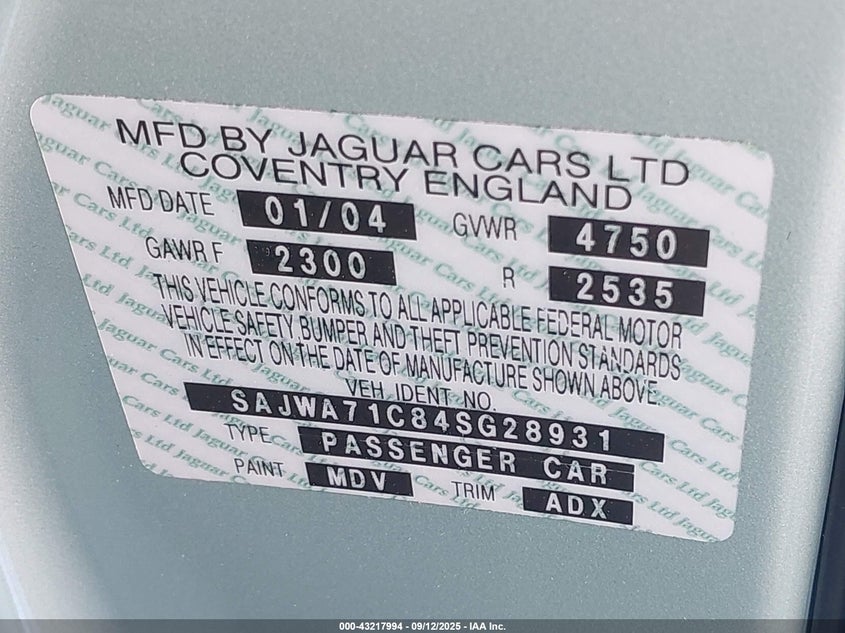 MFD BY JAGUAR CARS LTD
COVENTRY ENGLAND
MFD DATE 01/04 GVWR 4750
GAWR F 2300 R 2535
THIS VEHICLE CONFORMS TO ALL APPLICABLE FEDERAL MOTOR
VEHICLE SAFETY BUMPER AND THEFT PREVENTION STANDARDS
IN EFFECT ON THE DATE OF MANUFACTURE SHOWN ABOVE.
VEH. IDENT. NO.
SAJWA71C84SG28931
TYPE PASSENGER CAR
PAINT MDV TRIM ADX
000-43217994 - 09/12/2025 - IAA Inc.